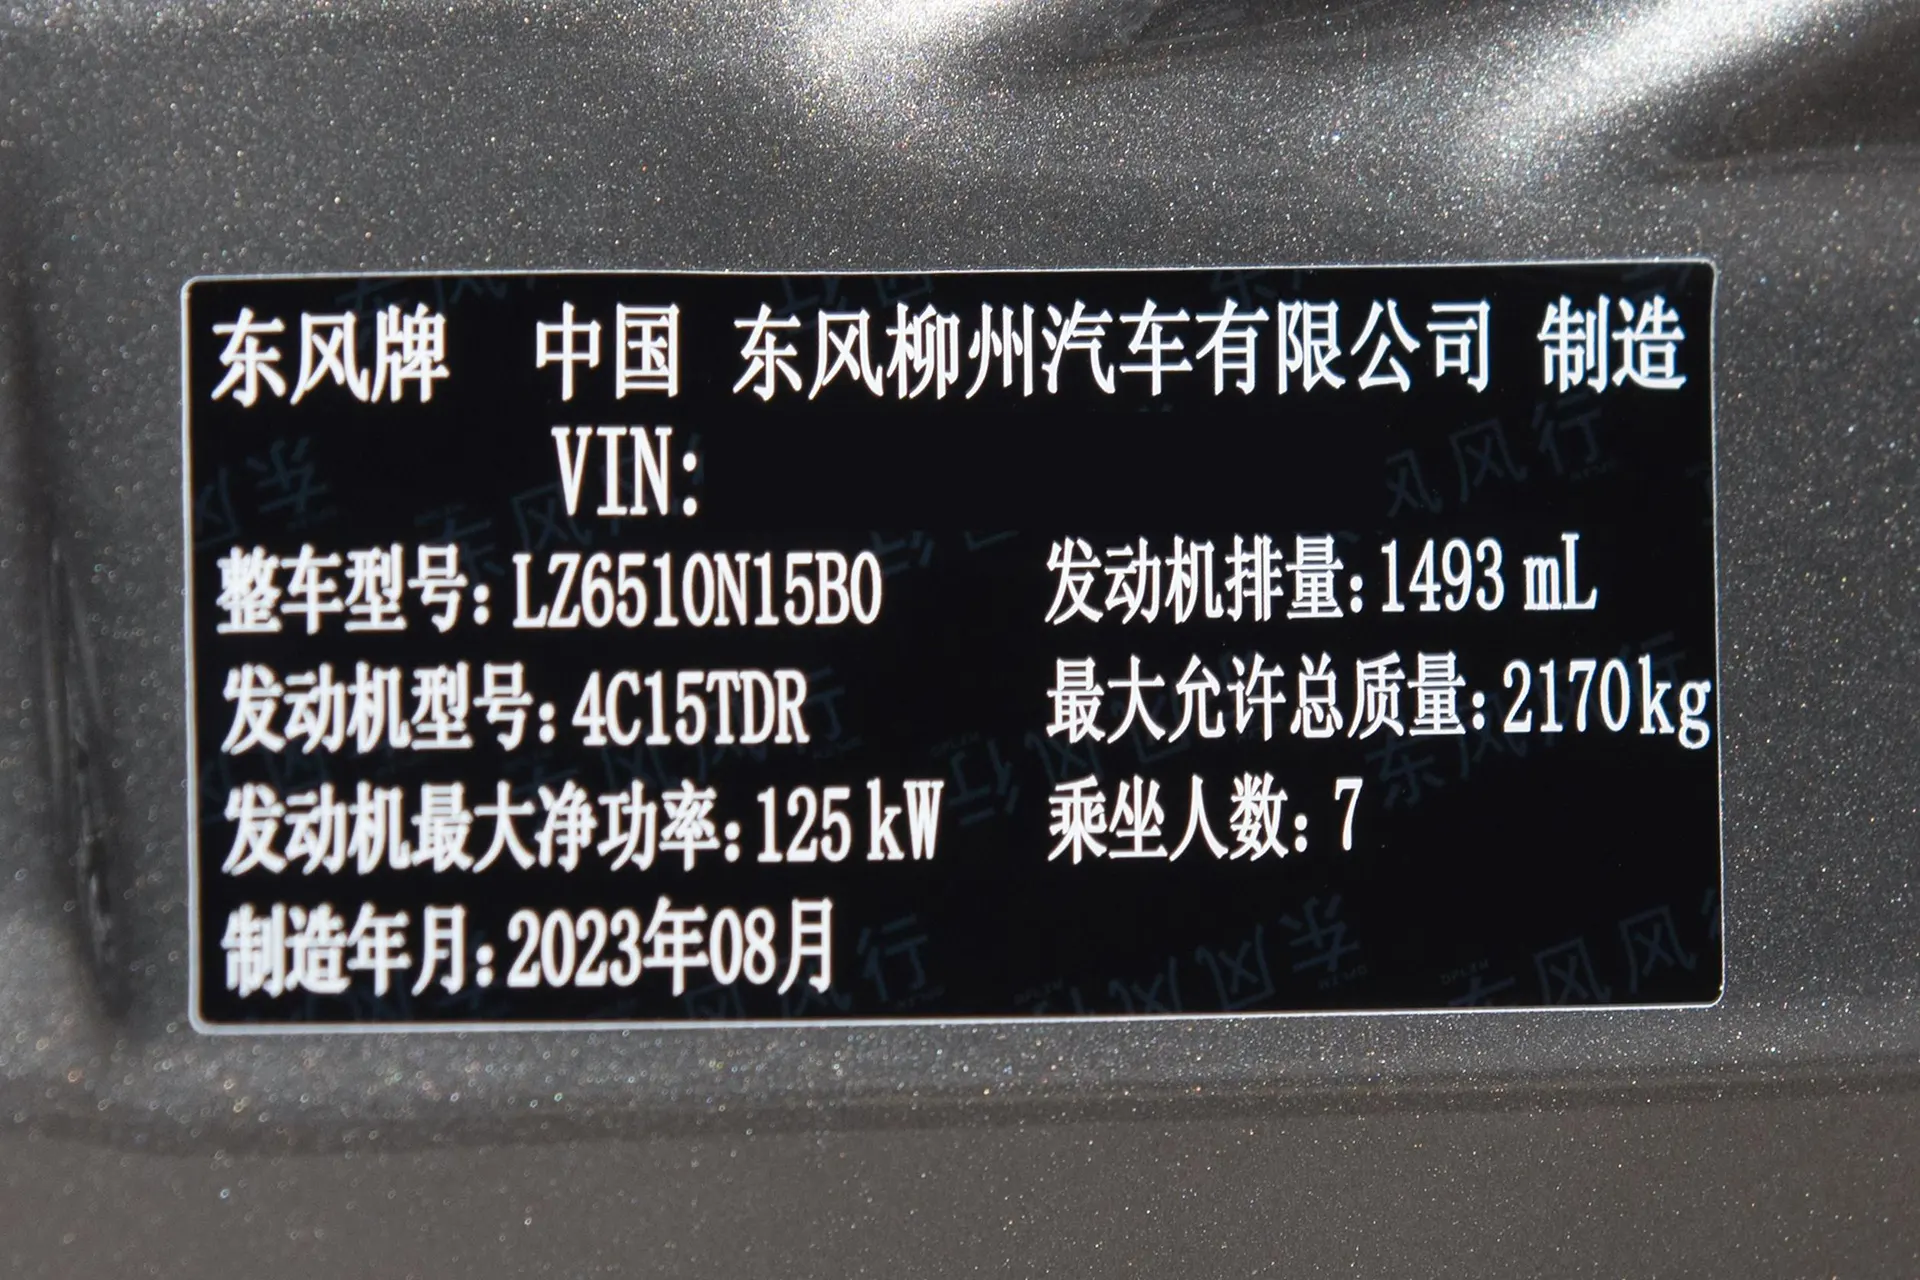 东风牌 中国 东风柳州汽车有限公司 制造
VIN:
整车型号:LZ6510N15B0 发动机排量:1493 mL
发动机型号:4C15TDR 最大允许总质量:2170kg
发动机最大净功率:125kW 乘坐人数:7
制造年月:2023年08月